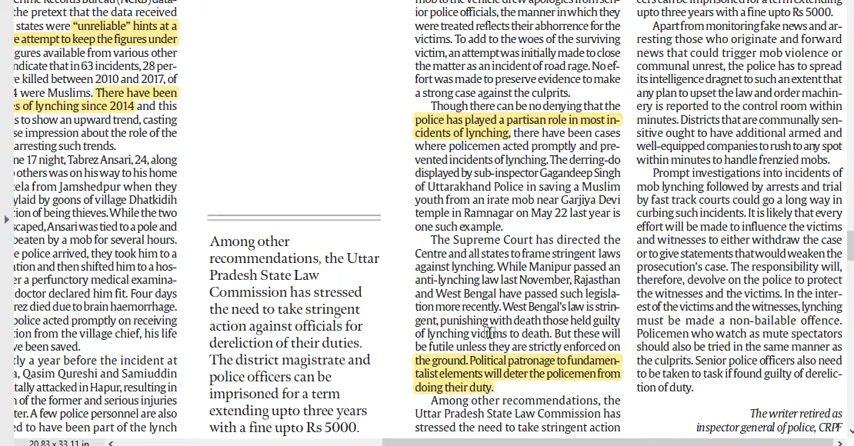 the pretext that the data received
states were “unreliable” hints at a
attempt to keep the figures under
gures available from various other
ndicate that in 63 incidents, 28 per-
re killed between 2010 and 2017, of
4 were Muslims. There have been
s of lynching since 2014 and this
s to show an upward trend, casting
se impression about the role of the
arresting such trends.
ne 17 night, Tabrez Ansari, 24, along
others was on his way to his home
cela from Jamshedpur when they
ylaid by goons of village Dhatkidih
tion of being thieves. While the two
scaped, Ansari was tied to a pole and
beaten by a mob for several hours.
e police arrived, they took him to a
ation and then shifted him to a hos-
er a perfunctory medical examina-
doctor declared him fit. Four days
rez died due to brain haemorrhage.
police acted promptly on receiving
tion from the village chief, his life
ve been saved.
tly a year before the incident at
a, Qasim Qureshi and Samiuddin
tally attacked in Hapur, resulting in
of the former and serious injuries
ter. A few police personnel are also
ed to have been part of the lynch
Among other
recommendations, the Uttar
Pradesh State Law
Commission has stressed
the need to take stringent
action against officials for
dereliction of their duties.
The district magistrate and
police officers can be
imprisoned for a term
extending upto three years
with a fine upto Rs 5000.
ior police officials, the manner in which they
were treated reflects their abhorrence for the
victims. To add to the woes of the surviving
victim, an attempt was initially made to close
the matter as an incident of road rage. No ef-
fort was made to preserve evidence to make
a strong case against the culprits.
Though there can be no denying that the
police has played a partisan role in most in-
cidents of lynching, there have been cases
where policemen acted promptly and pre-
vented incidents of lynching. The derring-do
displayed by sub-inspector Gagandeep Singh
of Uttarakhand Police in saving a Muslim
youth from an irate mob near Garjiya Devi
temple in Ramnagar on May 22 last year is
one such example.
The Supreme Court has directed the
Centre and all states to frame stringent laws
against lynching. While Manipur passed an
anti-lynching law last November, Rajasthan
and West Bengal have passed such legisla-
tion more recently. West Bengal’s law is strin-
gent, punishing with death those held guilty
of lynching victims to death. But these will
be futile unless they are strictly enforced on
the ground. Political patronage to fundamen-
talist elements will deter the policemen from
doing their duty.
Among other recommendations, the
Uttar Pradesh State Law Commission has
stressed the need to take stringent action
upto three years with a fine upto Rs 5000.
Apart from monitoring fake news and ar-
resting those who originate and forward
news that could trigger mob violence or
communal unrest, the police has to spread
its intelligence dragnet to such an extent that
any plan to upset the law and order machin-
ery is reported to the control room within
minutes. Districts that are communally sen-
sitive ought to have additional armed and
well-equipped companies to rush to any spot
within minutes to handle frenzied mobs.
Prompt investigations into incidents of
mob lynching followed by arrests and trial
by fast track courts could go a long way in
curbing such incidents. It is likely that every
effort will be made to influence the victims
and witnesses to either withdraw the case
or to give statements that would weaken the
prosecution’s case. The responsibility will,
therefore, devolve on the police to protect
the witnesses and the victims. In the inter-
est of the victims and the witnesses, lynching
must be made a non-bailable offence.
Policemen who watch as mute spectators
should also be tried in the same manner as
the culprits. Senior police officers also need
to be taken to task if found guilty of derelic-
tion of duty.
The writer retired as
inspector general of police, CRPF
20.83 x 33.11 in